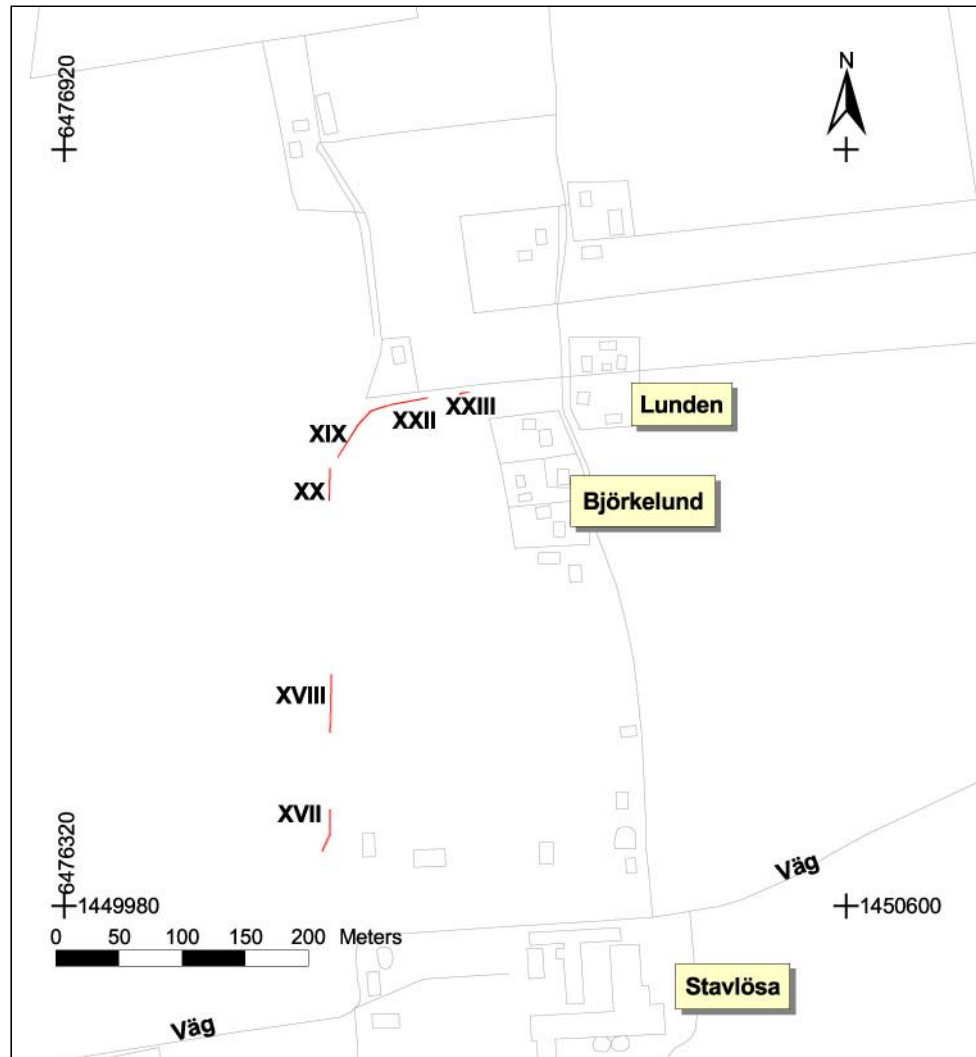 6476920
N
Lunden
XXIII
XXII
XIX
XX
Björkelund
XVIII
XVII
Väg
6476320
1449980
1450600
0 50 100 150 200 Meters
Stavlösa
Väg